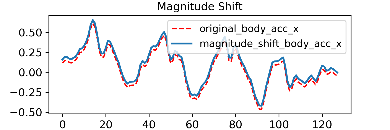 Magnitude Shift
original_body_acc_x
magnitude_shift_body_acc_x
0.50
0.25
0.00
−0.25
−0.50
0 20 40 60 80 100 120